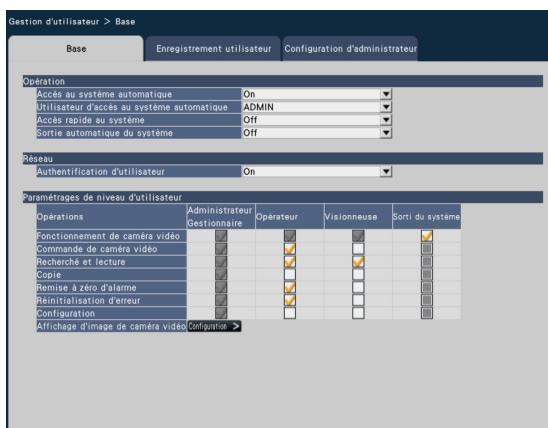 Gestion d'utilisateur > Base
Base
Enregistrement utilisateur
Configuration d'administrateur
Opération
Accès au système automatique On
Utilisateur d'accès au système automatique ADMIN
Accès rapide au système Off
Sortie automatique du système Off
Réseau
Authentification d'utilisateur On
Paramétrages de niveau d'utilisateur
Opérations Administrateur Gestionnaire Opérateur Visionneuse Sorti du système
Fonctionnement de caméra vidéo
Commande de caméra vidéo
Recherché et lecture
Copie
Remise à zéro d'alarme
Réinitialisation d'erreur
Configuration
Affichage d'image de caméra vidéo Configuration >